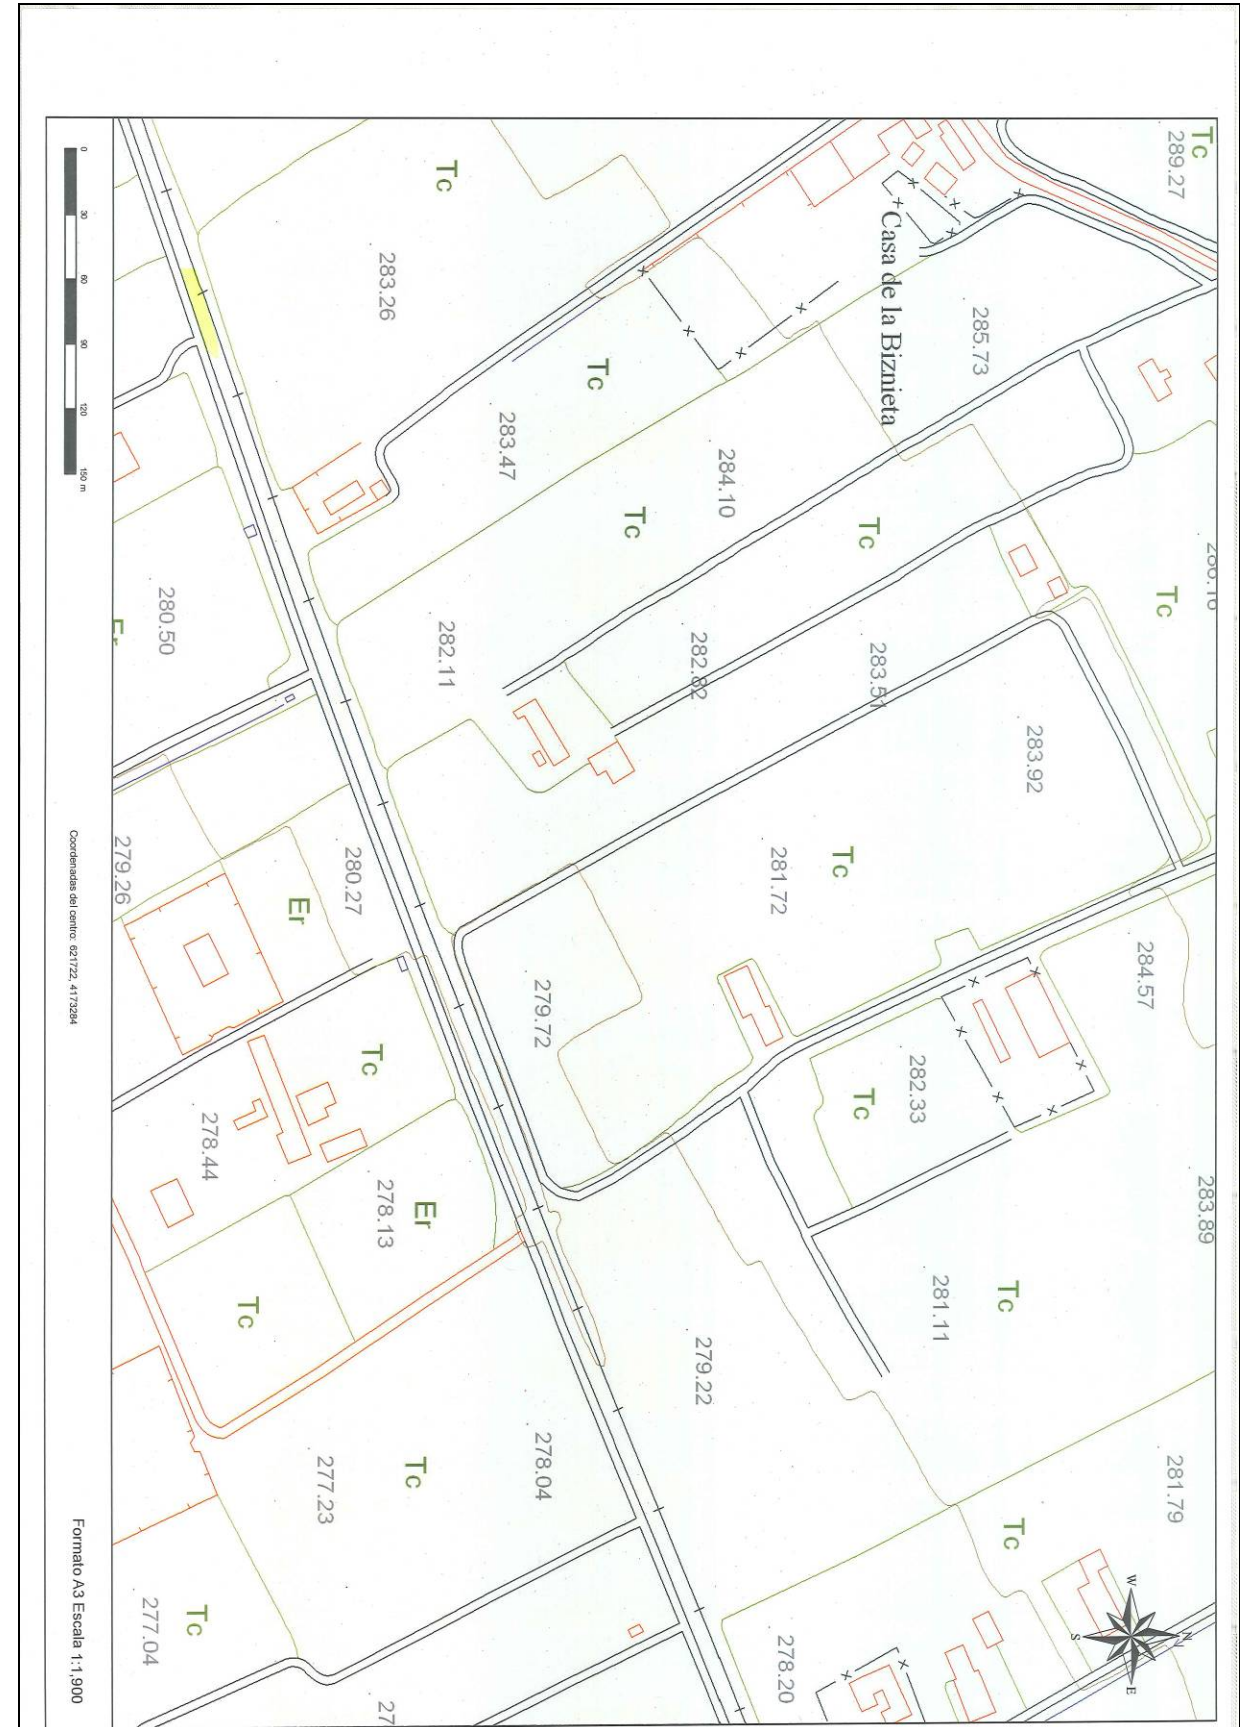 Tc
289.27
283.89
281.79
Tc
284.57
N
W
E
S
283.92
Tc
Tc
285.73
281.11
282.33
Casa de la Biznieta
283.51
Tc
Tc
Tc
278.20
281.72
284.10
279.22
282.82
Tc
Tc
279.72
278.04
283.47
Tc
282.11
Er
Tc
283.26
278.13
27
Tc
280.27
277.23
Er
Tc
278.44
Tc
280.50
277.04
279.26
Er
0 30 60 90 120 150 m
Coordenadas del centro: 621722, 4173284
Formato A3 Escala 1:1,900